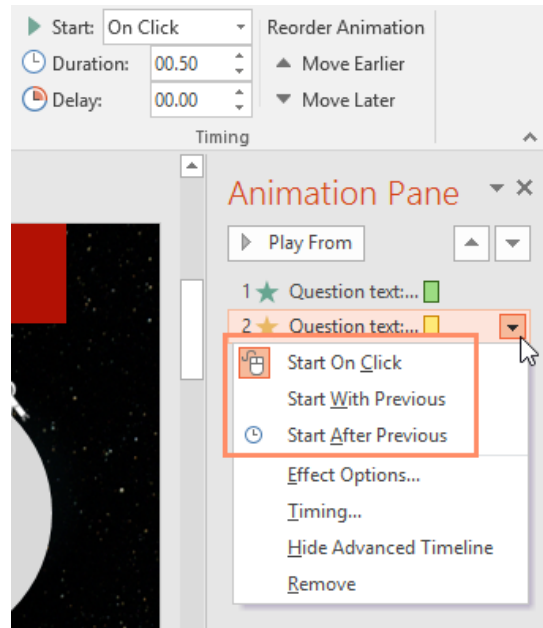 Start: On Click Reorder Animation
Duration: 00.50 Move Earlier
Delay: 00.00 Move Later
Timing
Animation Pane
Play From
1 Question text:...
2 Question text:...
Start On Click
Start With Previous
Start After Previous
Effect Options...
Timing...
Hide Advanced Timeline
Remove